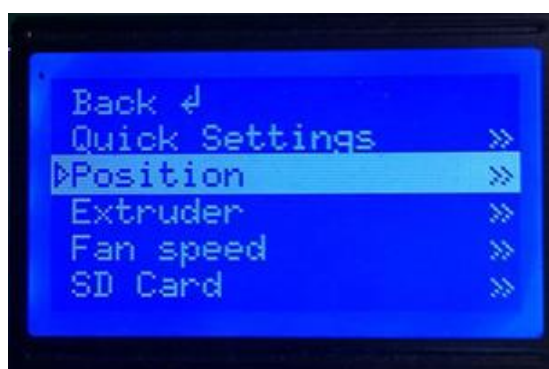 Back ↲
Quick Settings »
▷Position »
Extruder »
Fan speed »
SD Card »